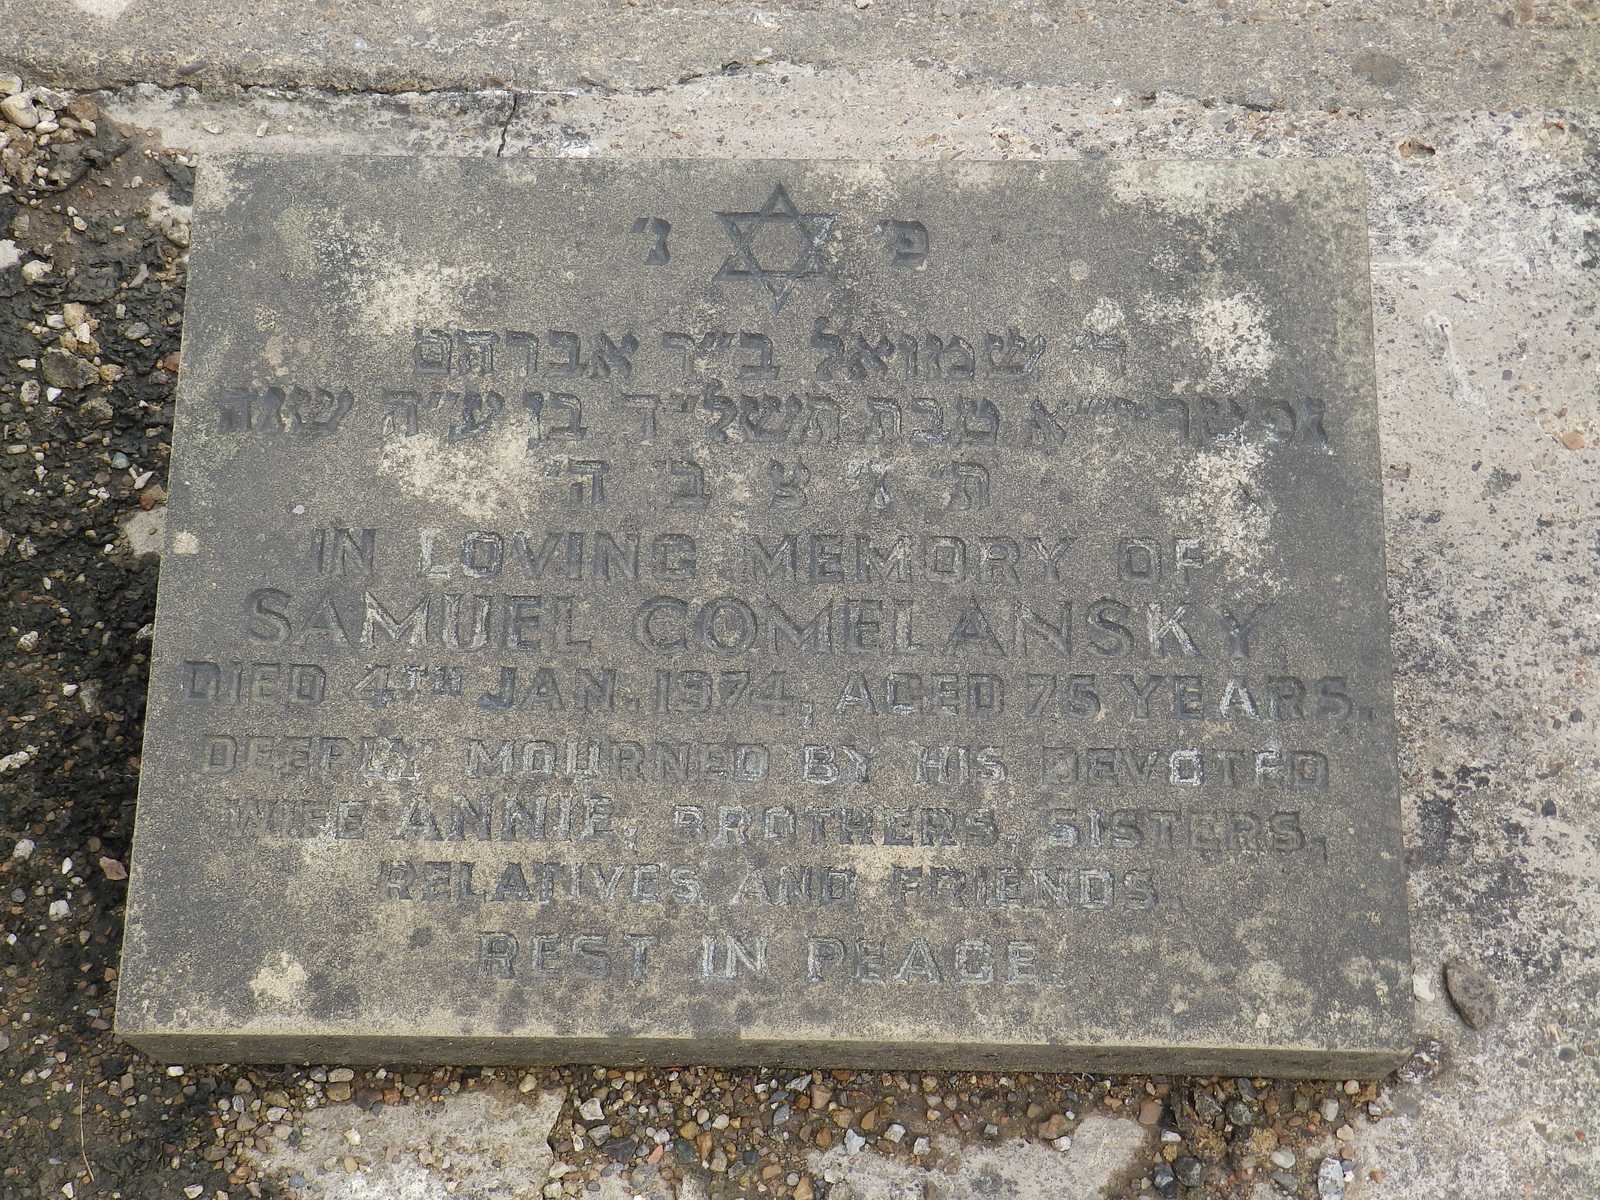 פ׳ נ׳
ר׳ שמואל ב״ר אברהם
נפטר י״א טבת תשל״ד בן ע״ה שנה
ת׳ נ׳ צ׳ ב׳ ה׳
IN LOVING MEMORY OF
SAMUEL COMELANSKY
DIED 4TH JAN. 1974, AGED 75 YEARS.
DEEPLY MOURNED BY HIS DEVOTED
WIFE ANNIE, BROTHERS, SISTERS,
RELATIVES AND FRIENDS.
REST IN PEACE.